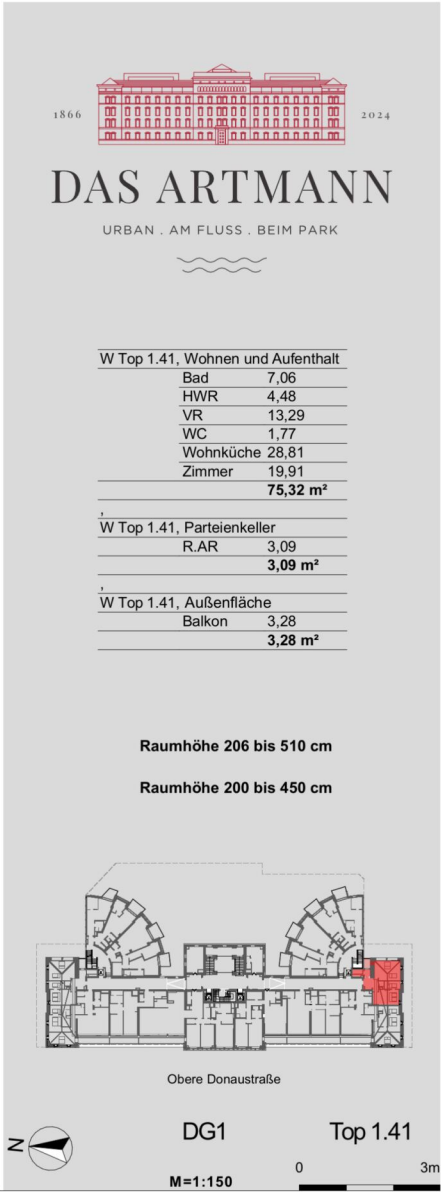 1866 2024
DAS ARTMANN
URBAN . AM FLUSS . BEIM PARK
W Top 1.41, Wohnen und Aufenthalt
Bad 7,06
HWR 4,48
VR 13,29
WC 1,77
Wohnküche 28,81
Zimmer 19,91
75,32 m²
,
W Top 1.41, Parteienkeller
R.AR 3,09
3,09 m²
,
W Top 1.41, Außenfläche
Balkon 3,28
3,28 m²
Raumhöhe 206 bis 510 cm
Raumhöhe 200 bis 450 cm
Obere Donaustraße
N
DG1 Top 1.41
M=1:150
0 3m